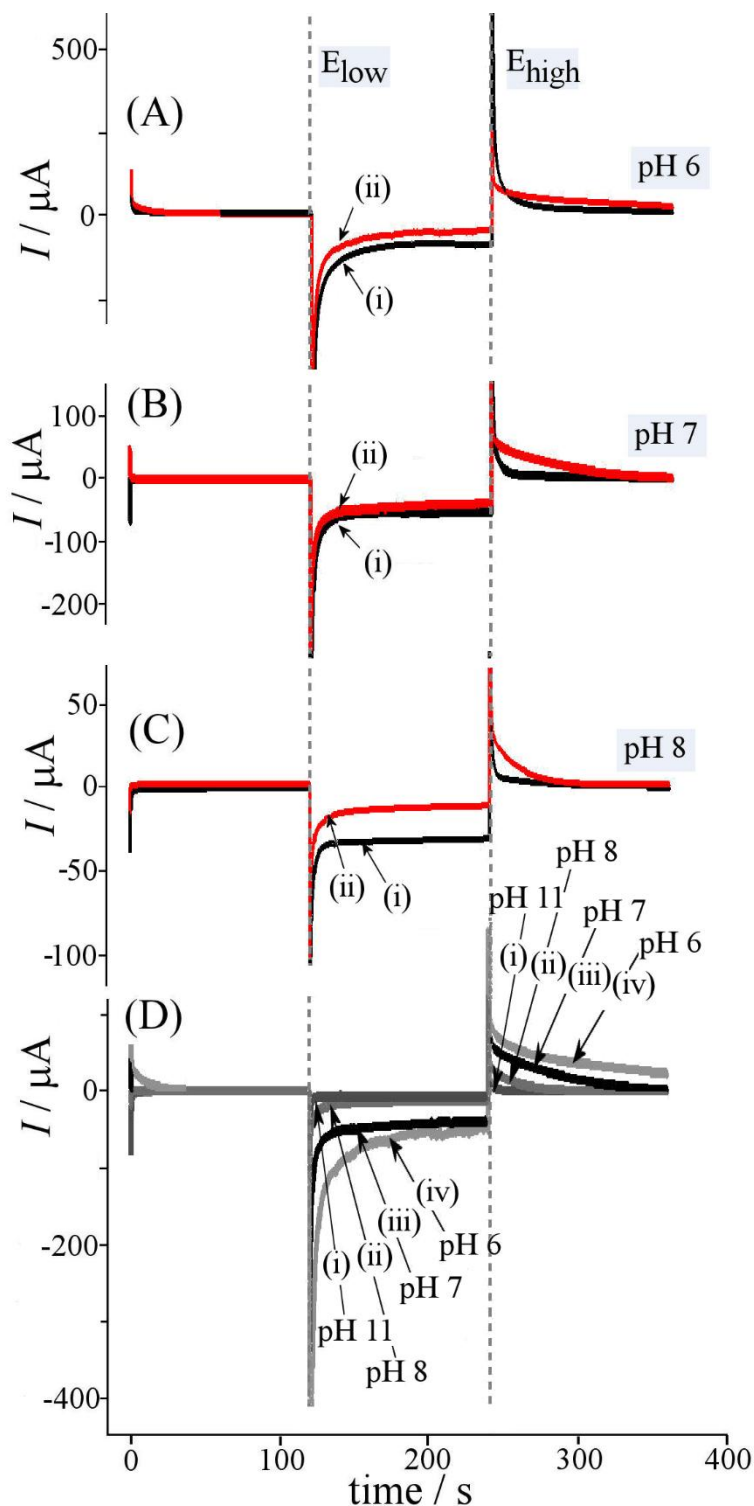 E_low
E_high
(A)
500
0
I / µA
pH 6
(ii)
(i)
(B)
100
0
-100
-200
I / µA
pH 7
(ii)
(i)
(C)
50
0
-50
-100
I / µA
pH 8
(ii)
(i)
(D)
0
-200
-400
I / µA
pH 8
pH 11
pH 7
pH 6
(i)
(ii)
(iii)
(iv)
(iv)
(iii)
(ii)
(i)
pH 6
pH 7
pH 11
pH 8
0
100
200
300
400
time / s